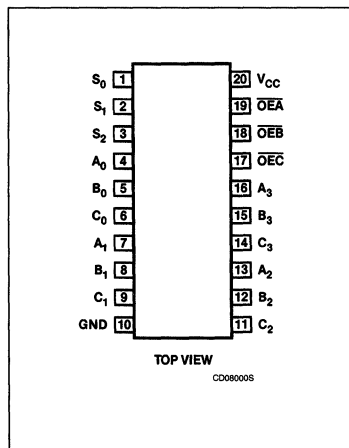 S0 1 20 VCC
S1 2 19 OEA
S2 3 18 OEB
A0 4 17 OEC
B0 5 16 A3
C0 6 15 B3
A1 7 14 C3
B1 8 13 A2
C1 9 12 B2
GND 10 11 C2
TOP VIEW
CD08000S